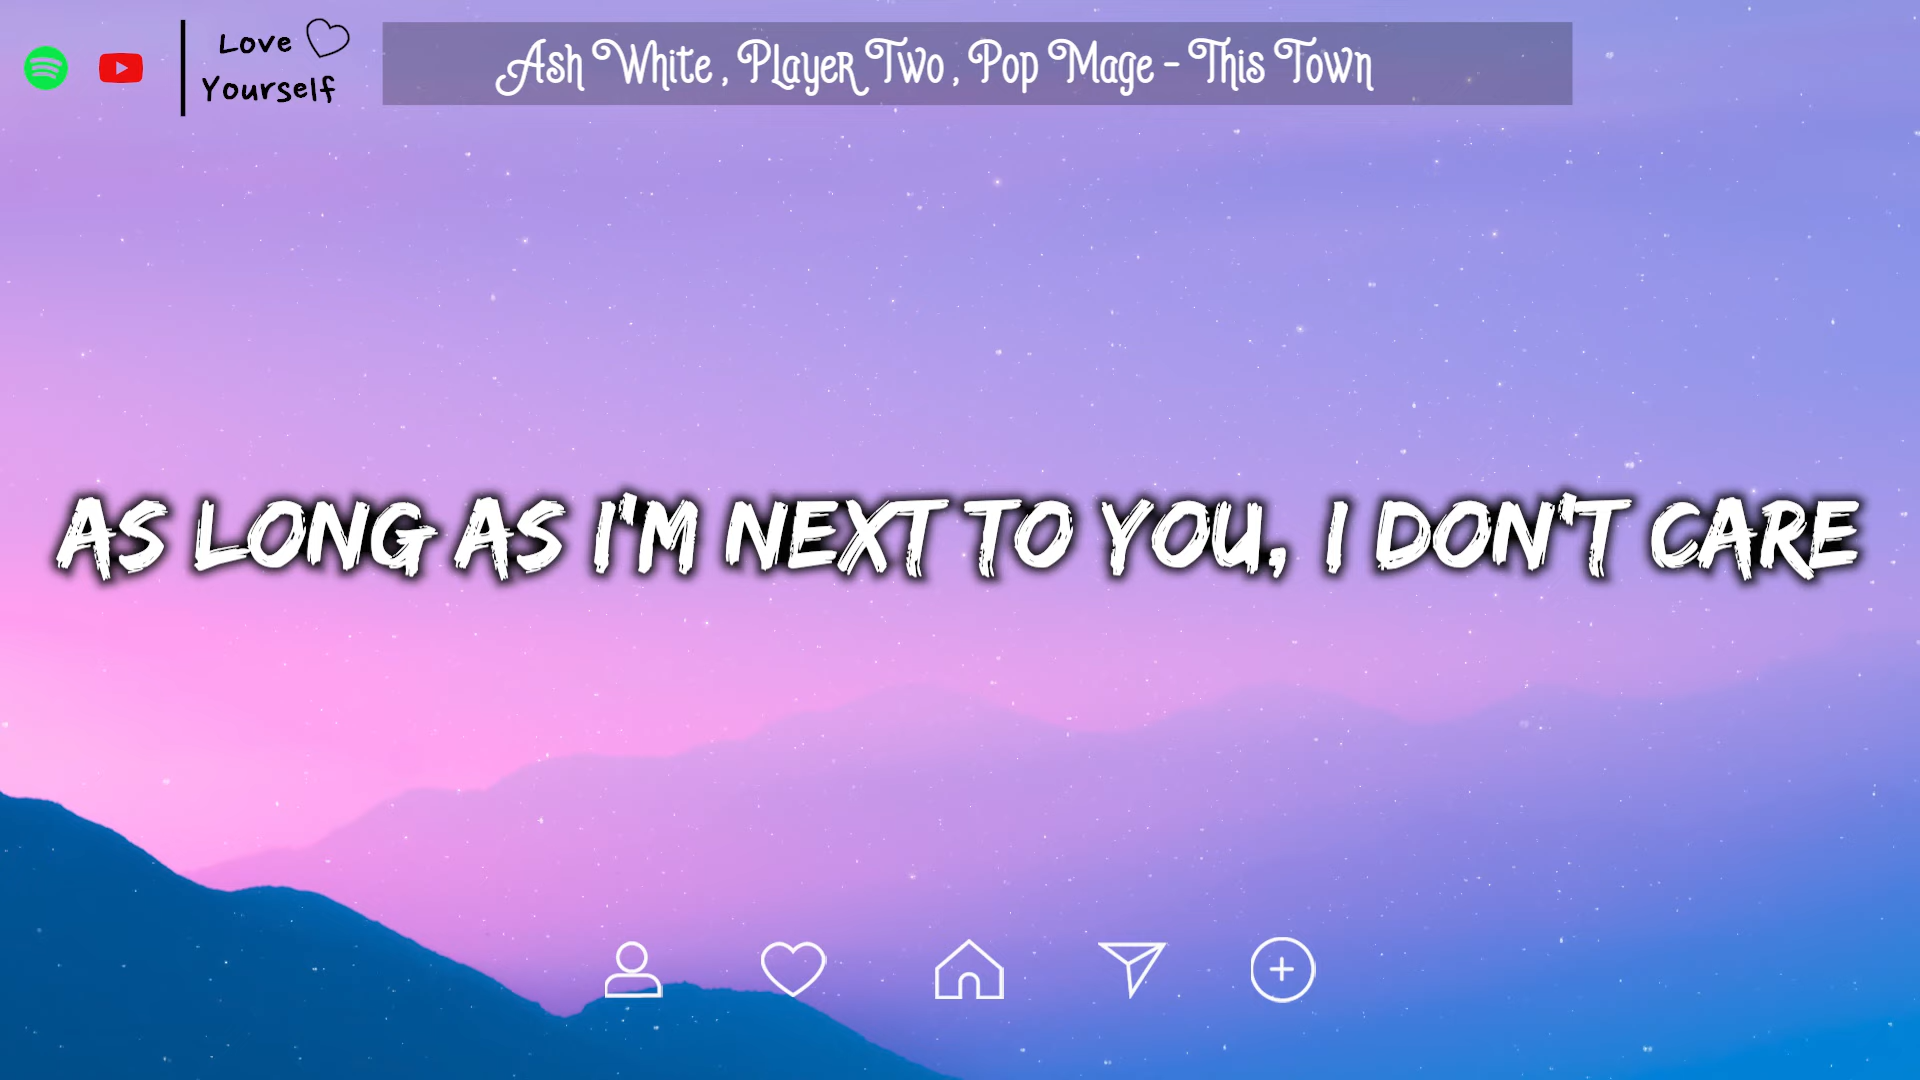 Love
Yourself
Ash White , Player Two , Pop Mage - This Town
AS LONG AS I'M NEXT TO YOU, I DON'T CARE